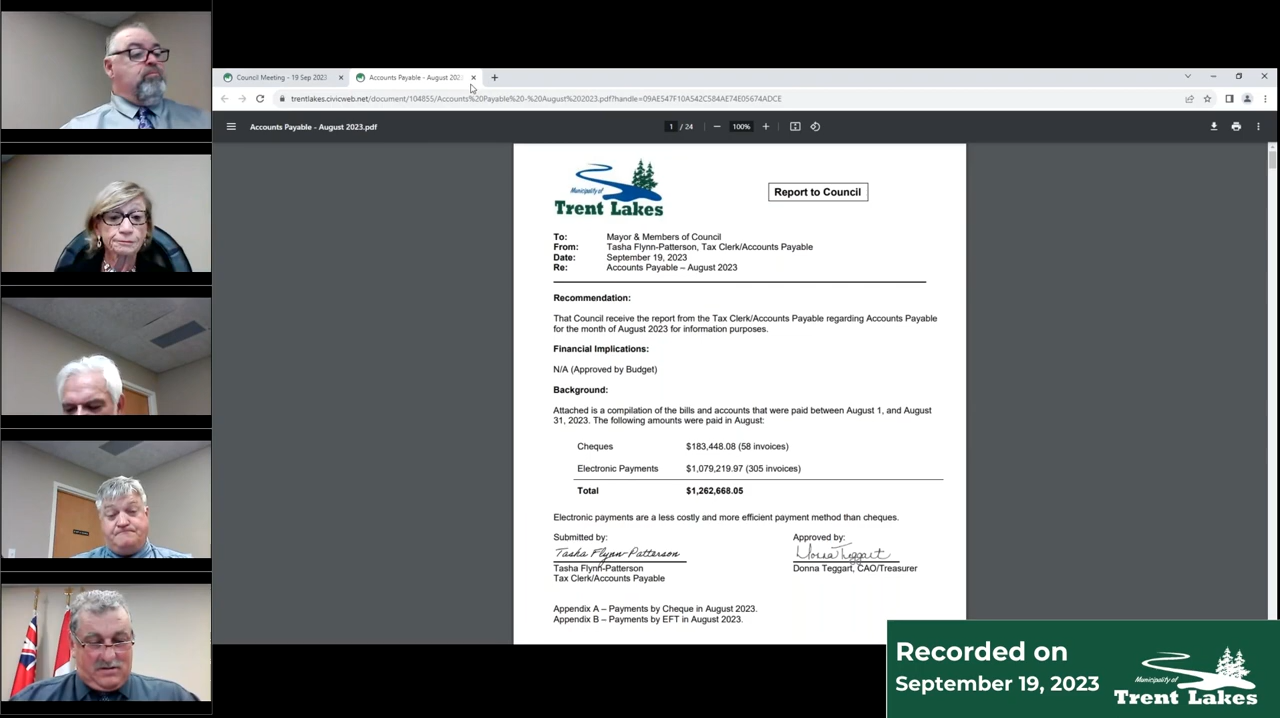 Council Meeting - 19 Sep 2023
Accounts Payable - August 202
trentlakes.civicweb.net/document/104855/Accounts%20Payable%20-%20August%202023.pdf?handle=09AE547F10A542C584AE74E05674ADCE
Accounts Payable - August 2023.pdf
1 / 24
100%
Municipality of
Trent Lakes
Report to Council
To: Mayor & Members of Council
From: Tasha Flynn-Patterson, Tax Clerk/Accounts Payable
Date: September 19, 2023
Re: Accounts Payable – August 2023
Recommendation:
That Council receive the report from the Tax Clerk/Accounts Payable regarding Accounts Payable
for the month of August 2023 for information purposes.
Financial Implications:
N/A (Approved by Budget)
Background:
Attached is a compilation of the bills and accounts that were paid between August 1, and August
31, 2023. The following amounts were paid in August:
Cheques $183,448.08 (58 invoices)
Electronic Payments $1,079,219.97 (305 invoices)
Total $1,262,668.05
Electronic payments are a less costly and more efficient payment method than cheques.
Submitted by: Approved by:
Tasha Flynn-Patterson Donna Teggart
Tasha Flynn-Patterson Donna Teggart, CAO/Treasurer
Tax Clerk/Accounts Payable
Appendix A – Payments by Cheque in August 2023.
Appendix B – Payments by EFT in August 2023.
Recorded on
September 19, 2023
Municipality of
Trent Lakes